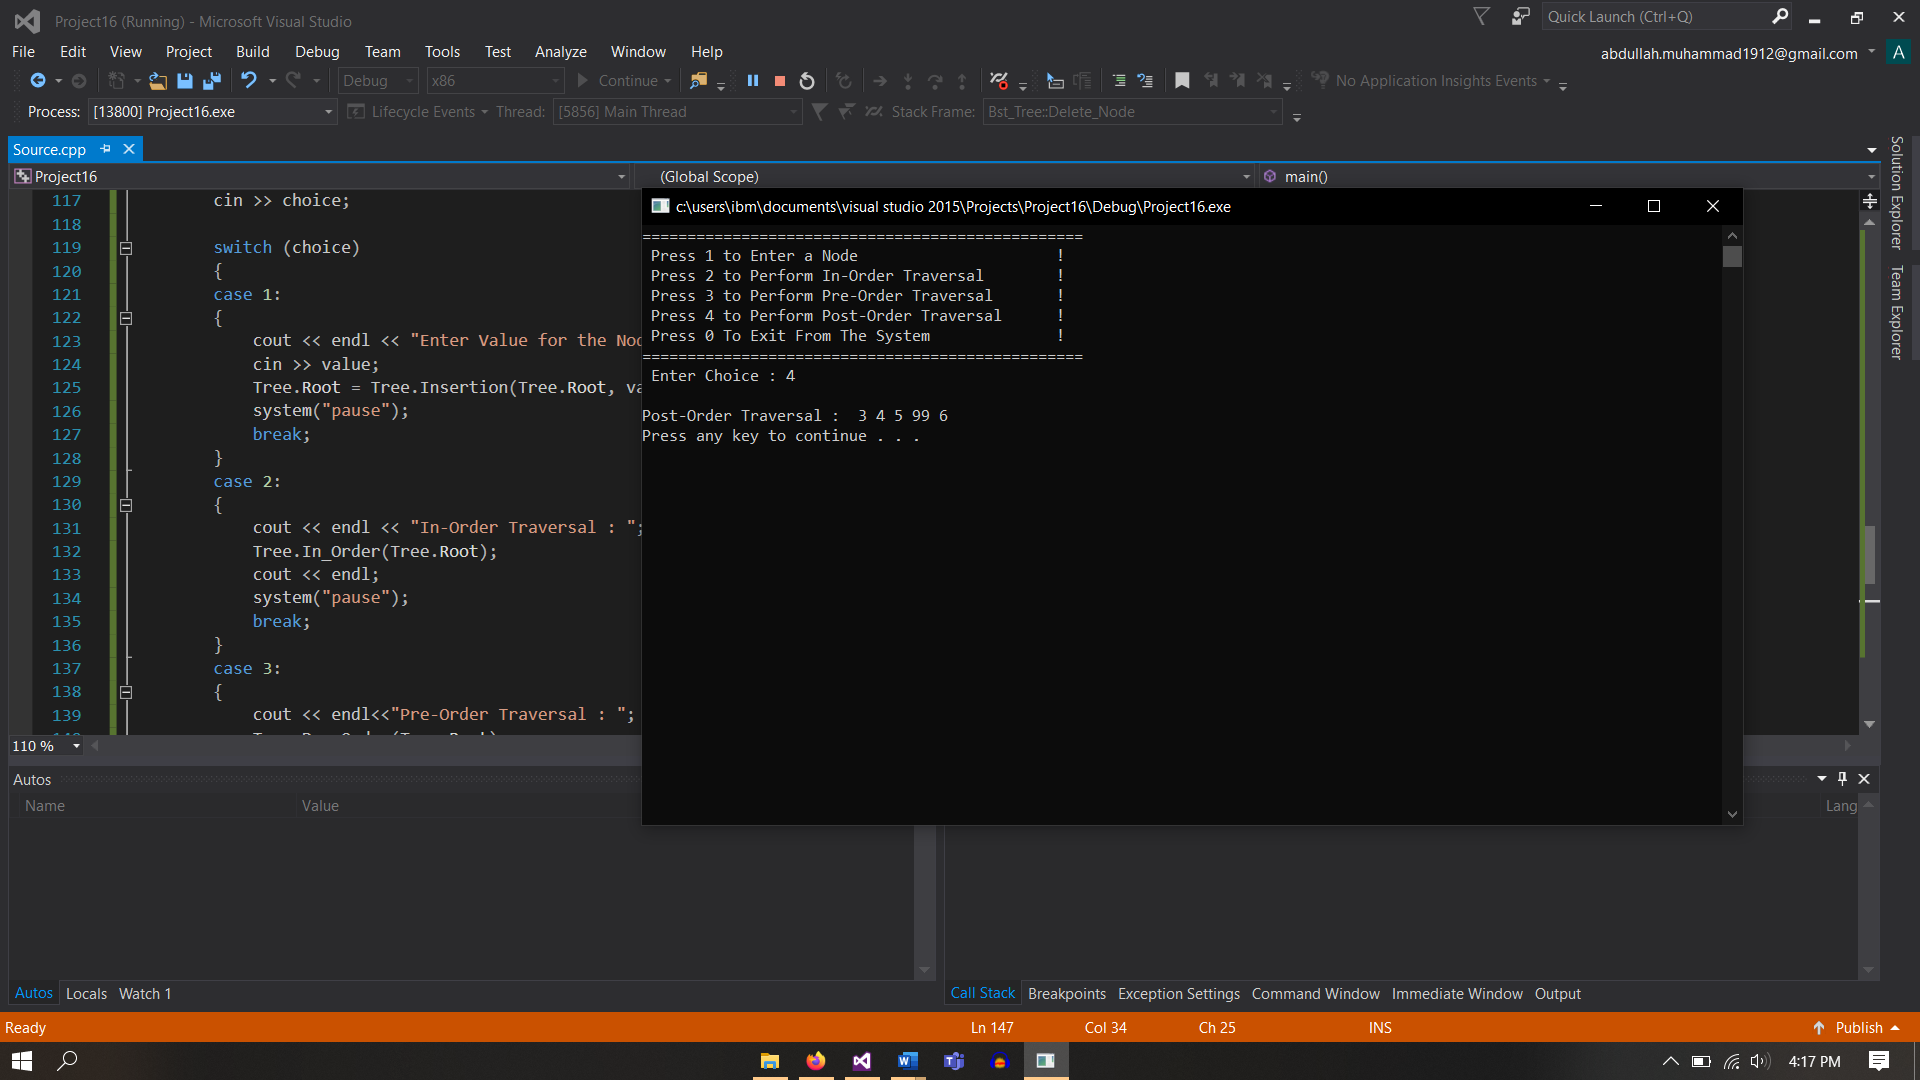 Project16 (Running) - Microsoft Visual Studio
Quick Launch (Ctrl+Q)
File Edit View Project Build Debug Team Tools Test Analyze Window Help
abdullah.muhammad1912@gmail.com A
Debug x86 Continue No Application Insights Events
Process: [13800] Project16.exe Lifecycle Events Thread: [5856] Main Thread Stack Frame: Bst_Tree::Delete_Node
Source.cpp
Project16 (Global Scope) main()
117 cin >> choice;
118
119 switch (choice)
120 {
121 case 1:
122 {
123 cout << endl << "Enter Value for the Nod
124 cin >> value;
125 Tree.Root = Tree.Insertion(Tree.Root, va
126 system("pause");
127 break;
128 }
129 case 2:
130 {
131 cout << endl << "In-Order Traversal : ";
132 Tree.In_Order(Tree.Root);
133 cout << endl;
134 system("pause");
135 break;
136 }
137 case 3:
138 {
139 cout << endl<<"Pre-Order Traversal : ";
c:\users\ibm\documents\visual studio 2015\Projects\Project16\Debug\Project16.exe
=================================================
Press 1 to Enter a Node !
Press 2 to Perform In-Order Traversal !
Press 3 to Perform Pre-Order Traversal !
Press 4 to Perform Post-Order Traversal !
Press 0 To Exit From The System !
=================================================
Enter Choice : 4
Post-Order Traversal : 3 4 5 99 6
Press any key to continue . . .
Solution Explorer
Team Explorer
110 %
Autos
Name Value
Lang
Autos Locals Watch 1
Call Stack Breakpoints Exception Settings Command Window Immediate Window Output
Ready Ln 147 Col 34 Ch 25 INS Publish
4:17 PM